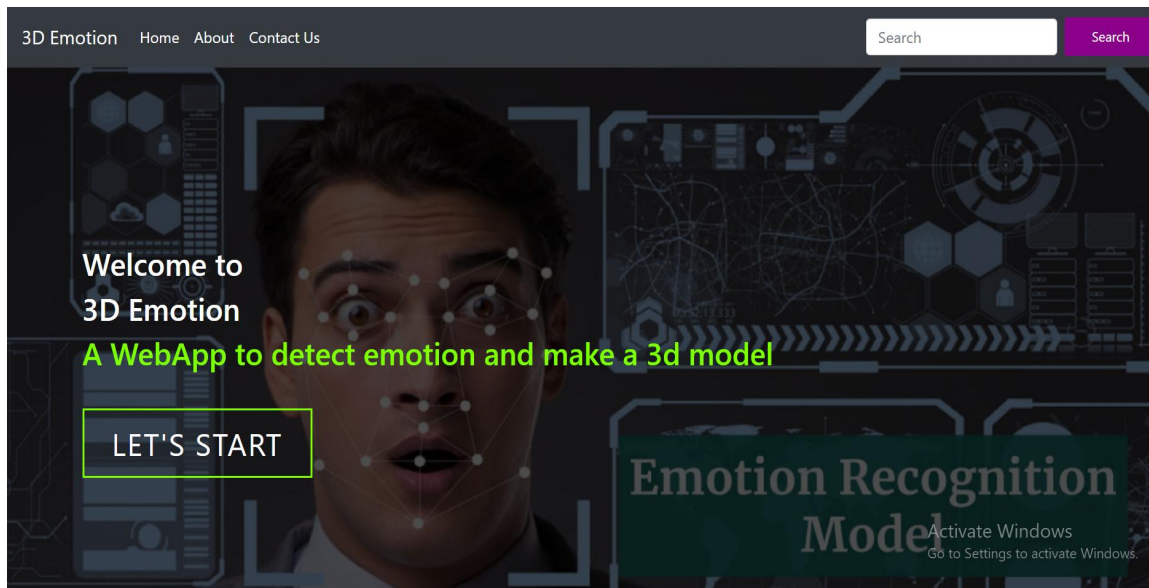 3D Emotion Home About Contact Us Search Search
Welcome to
3D Emotion
A WebApp to detect emotion and make a 3d model
LET'S START
Emotion Recognition
Model
Activate Windows
Go to Settings to activate Windows.